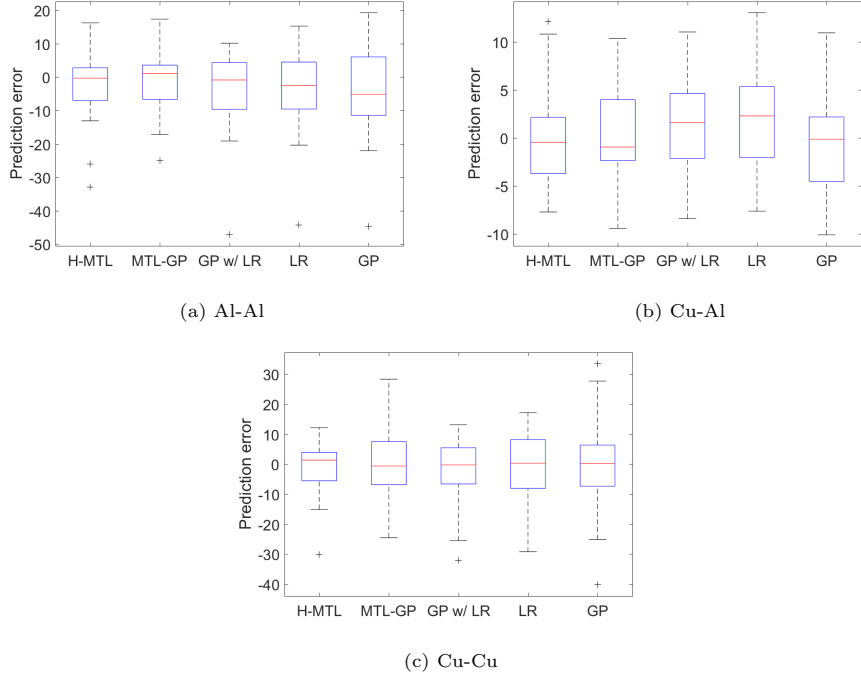 20
10
0
-10
-20
-30
-40
-50
Prediction error
H-MTL MTL-GP GP w/ LR LR GP
(a) Al-Al
10
5
0
-5
-10
Prediction error
H-MTL MTL-GP GP w/ LR LR GP
(b) Cu-Al
30
20
10
0
-10
-20
-30
-40
Prediction error
H-MTL MTL-GP GP w/ LR LR GP
(c) Cu-Cu